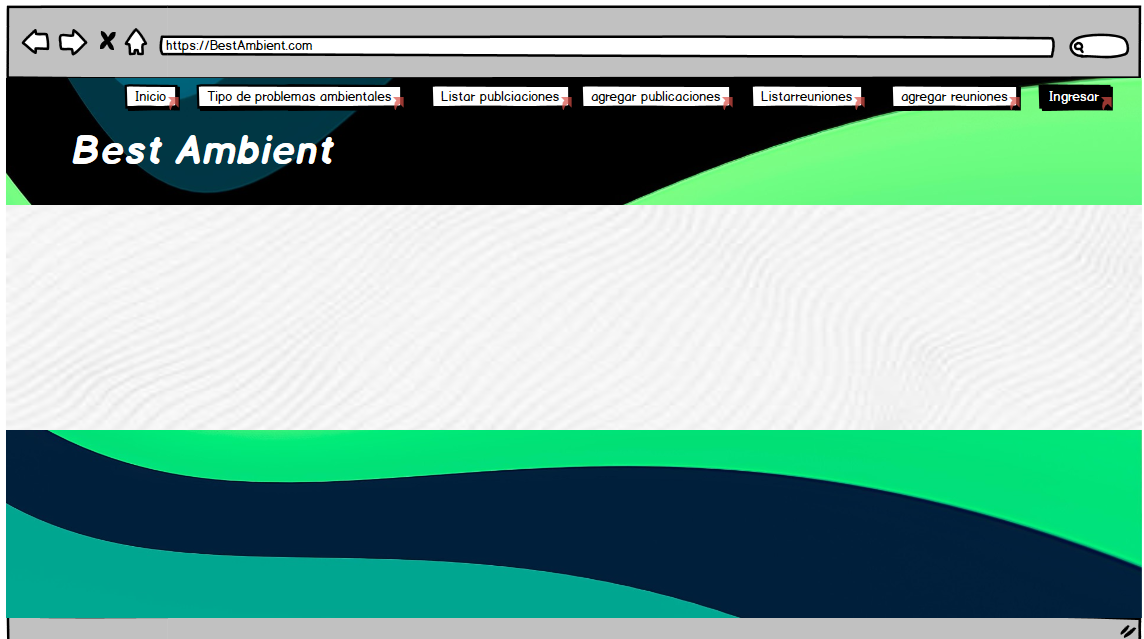 https://BestAmbient.com
Inicio
Tipo de problemas ambientales
Listar publciaciones
agregar publicaciones
Listarreuniones
agregar reuniones
Ingresar
Best Ambient